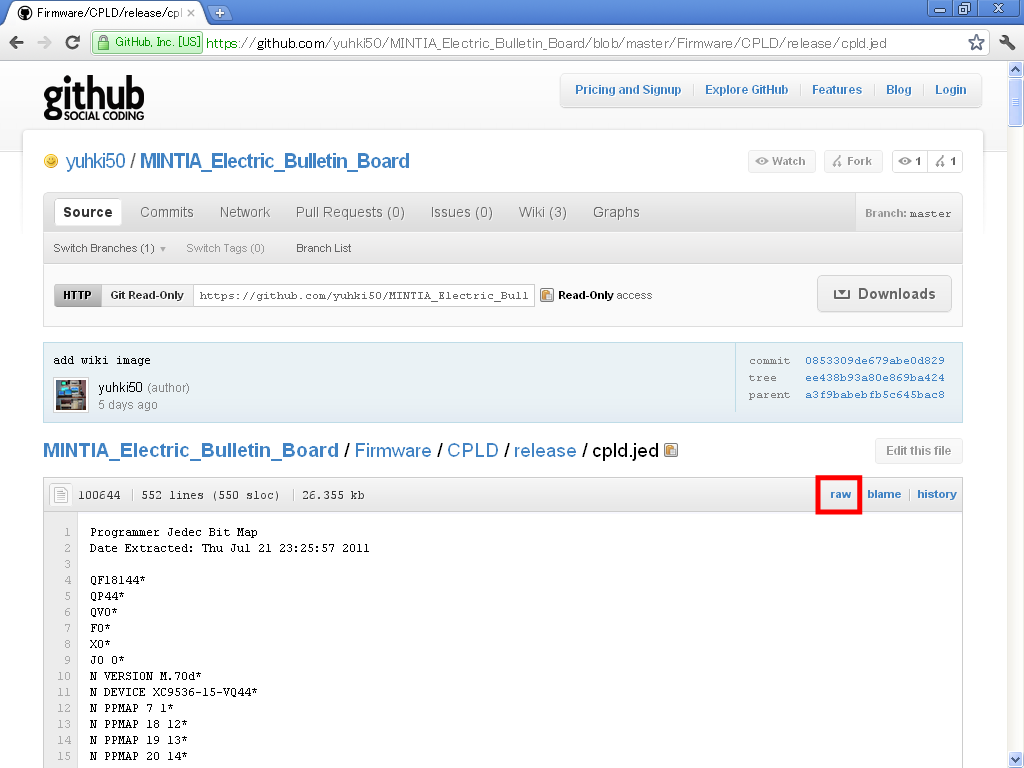 Firmware/CPLD/release/cpl
GitHub, Inc. [US] https://github.com/yuhki50/MINTIA_Electric_Bulletin_Board/blob/master/Firmware/CPLD/release/cpld.jed
github
SOCIAL CODING
Pricing and Signup Explore GitHub Features Blog Login
yuhki50 / MINTIA_Electric_Bulletin_Board
Watch Fork 1 1
Source Commits Network Pull Requests (0) Issues (0) Wiki (3) Graphs Branch: master
Switch Branches (1) Switch Tags (0) Branch List
HTTP Git Read-Only https://github.com/yuhki50/MINTIA_Electric_Bull Read-Only access
Downloads
add wiki image
yuhki50 (author)
5 days ago
commit 0853309de679abe0d829
tree ee438b93a80e869ba424
parent a3f9babebfb5c645bac8
MINTIA_Electric_Bulletin_Board / Firmware / CPLD / release / cpld.jed
Edit this file
100644 552 lines (550 sloc) 26.355 kb
raw blame history
1 Programmer Jedec Bit Map
2 Date Extracted: Thu Jul 21 23:25:57 2011
3
4 QF18144*
5 QP44*
6 QV0*
7 F0*
8 X0*
9 J0 0*
10 N VERSION M.70d*
11 N DEVICE XC9536-15-VQ44*
12 N PPMAP 7 1*
13 N PPMAP 18 12*
14 N PPMAP 19 13*
15 N PPMAP 20 14*